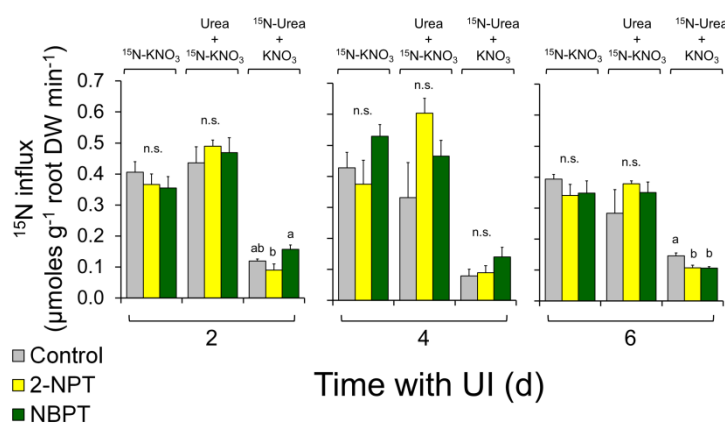 Urea
+
¹⁵N-KNO₃
¹⁵N-Urea
+
KNO₃
¹⁵N-KNO₃
Urea
+
¹⁵N-KNO₃
¹⁵N-Urea
+
KNO₃
¹⁵N-KNO₃
Urea
+
¹⁵N-KNO₃
¹⁵N-Urea
+
KNO₃
¹⁵N-KNO₃
¹⁵N influx
(µmoles g⁻¹ root DW min⁻¹)
0.7
0.6
0.5
0.4
0.3
0.2
0.1
0.0
n.s.
n.s.
ab
b
a
n.s.
n.s.
n.s.
n.s.
n.s.
a
b
b
2
4
6
Time with UI (d)
Control
2-NPT
NBPT